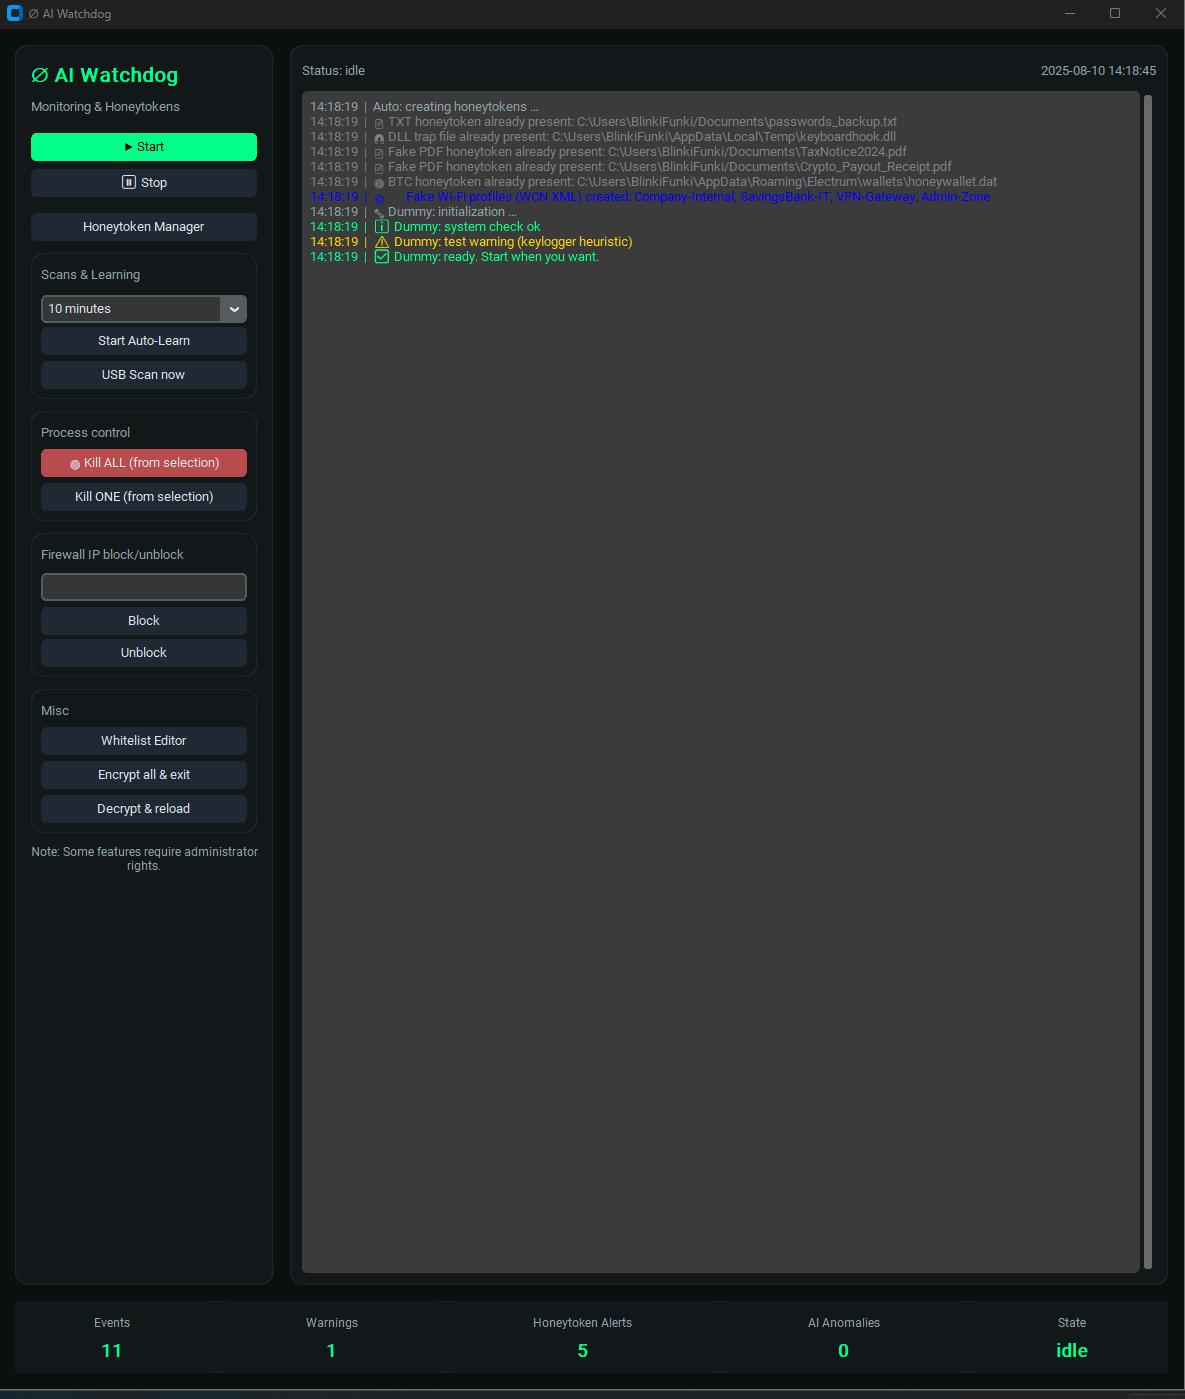 Ø AI Watchdog
Ø AI Watchdog
Monitoring & Honeytokens
Start
Stop
Honeytoken Manager
Scans & Learning
10 minutes
Start Auto-Learn
USB Scan now
Process control
Kill ALL (from selection)
Kill ONE (from selection)
Firewall IP block/unblock
Block
Unblock
Misc
Whitelist Editor
Encrypt all & exit
Decrypt & reload
Note: Some features require administrator
rights.
Status: idle
2025-08-10 14:18:45
14:18:19 | Auto: creating honeytokens ...
14:18:19 | TXT honeytoken already present: C:\Users\BlinkiFunki/Documents\passwords_backup.txt
14:18:19 | DLL trap file already present: C:\Users\BlinkiFunki\AppData\Local\Temp\keyboardhook.dll
14:18:19 | Fake PDF honeytoken already present: C:\Users\BlinkiFunki/Documents\TaxNotice2024.pdf
14:18:19 | Fake PDF honeytoken already present: C:\Users\BlinkiFunki/Documents\Crypto_Payout_Receipt.pdf
14:18:19 | BTC honeytoken already present: C:\Users\BlinkiFunki\AppData\Roaming\Electrum\wallets\honeywallet.dat
14:18:19 | Fake Wi-Fi profiles (WCN XML) created: Company-Internal, SavingsBank-IT, VPN-Gateway, Admin-Zone
14:18:19 | Dummy: initialization ...
14:18:19 | Dummy: system check ok
14:18:19 | Dummy: test warning (keylogger heuristic)
14:18:19 | Dummy: ready. Start when you want.
Events
11
Warnings
1
Honeytoken Alerts
5
AI Anomalies
0
State
idle